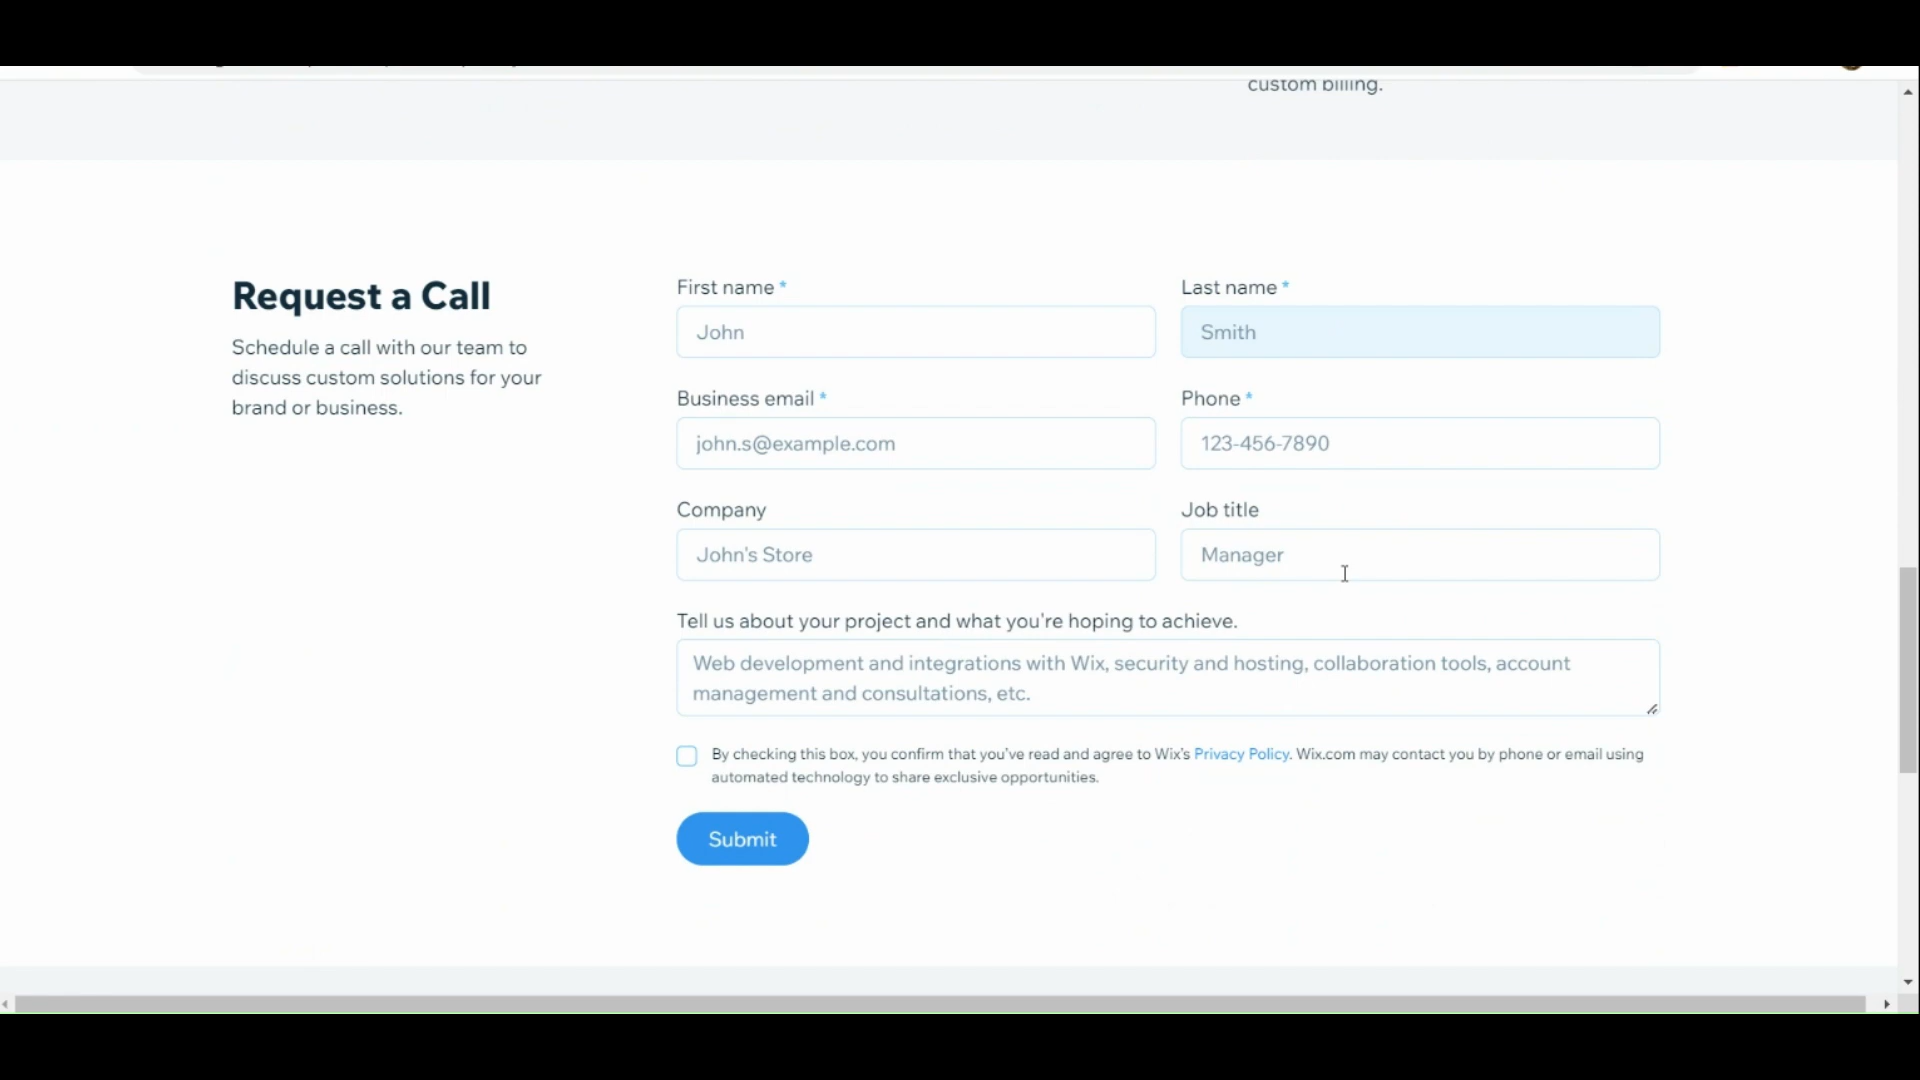 custom billing.
Request a Call
Schedule a call with our team to
discuss custom solutions for your
brand or business.
First name *
Last name *
John
Smith
Business email *
Phone *
john.s@example.com
123-456-7890
Company
Job title
John's Store
Manager
Tell us about your project and what you're hoping to achieve.
Web development and integrations with Wix, security and hosting, collaboration tools, account
management and consultations, etc.
By checking this box, you confirm that you've read and agree to Wix's Privacy Policy. Wix.com may contact you by phone or email using
automated technology to share exclusive opportunities.
Submit